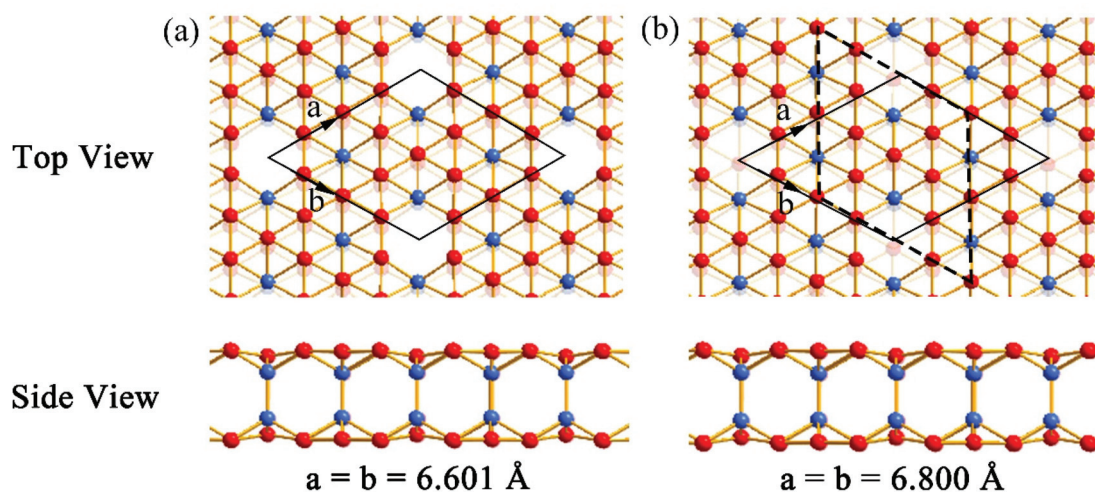 (a)
(b)
Top View
a
b
a
b
Side View
a = b = 6.601 Å
a = b = 6.800 Å